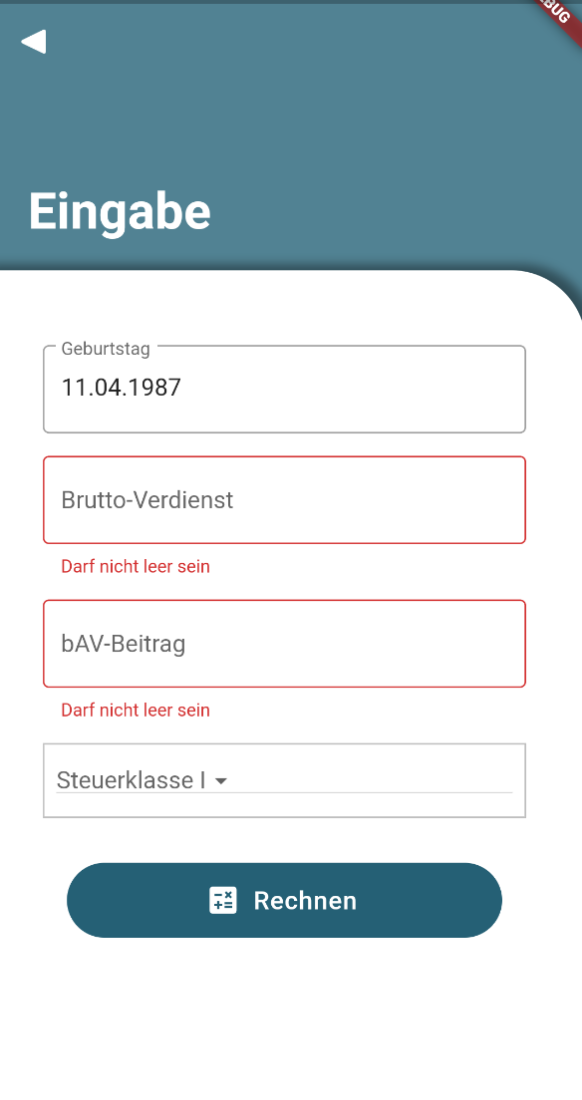 Eingabe
Geburtstag
11.04.1987
Brutto-Verdienst
Darf nicht leer sein
bAV-Beitrag
Darf nicht leer sein
Steuerklasse I
Rechnen